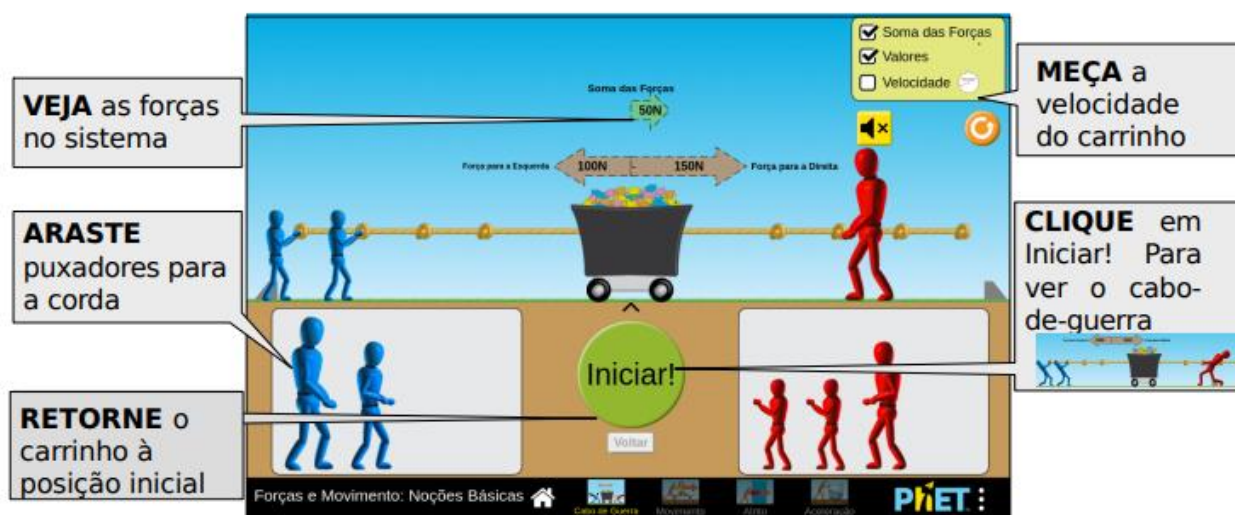 VEJA as forças
no sistema
ARASTE
puxadores para
a corda
RETORNE o
carrinho à
posição inicial
Soma das Forças
50N
Força para a Esquerda
100N
150N
Força para a Direita
Soma das Forças
Valores
Velocidade
Iniciar!
Voltar
Forças e Movimento: Noções Básicas
Cabo de Guerra
Movimento
Atrito
Aceleração
PhET
MEÇA a
velocidade
do carrinho
CLIQUE em
Iniciar! Para
ver o cabo-
de-guerra